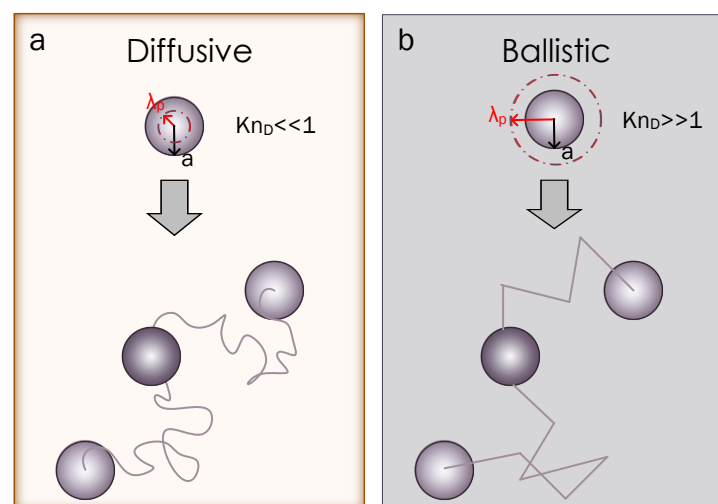 a
Diffusive
λp
KnD<<1
a
b
Ballistic
λp
KnD>>1
a